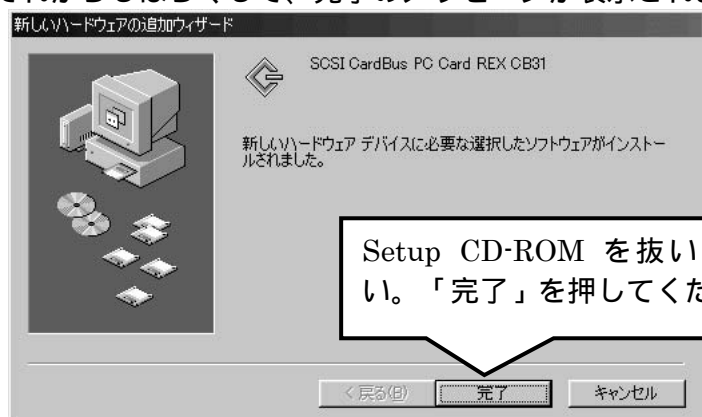 新しいハードウェアの追加ウィザード
SCSI CardBus PC Card REX CB31
新しいハードウェア デバイスに必要な選択したソフトウェアがインストー
ルされました。
Setup CD-ROM を抜い
い。「完了」を押してくだ
< 戻る(B)
完了
キャンセル